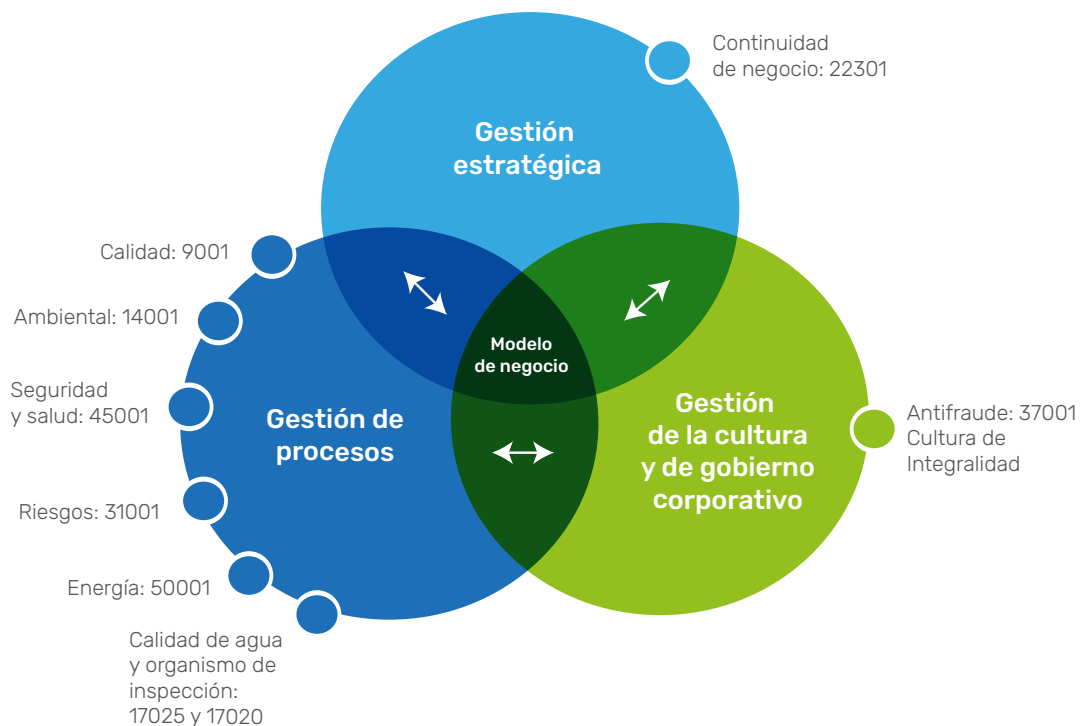 Continuidad
de negocio: 22301
Gestión
estratégica
Calidad: 9001
Ambiental: 14001
Seguridad
y salud: 45001
Riesgos: 31001
Energía: 50001
Calidad de agua
y organismo de
inspección:
17025 y 17020
Gestión de
procesos
Modelo
de negocio
Gestión
de la cultura
y de gobierno
corporativo
Antifraude: 37001
Cultura de
Integralidad